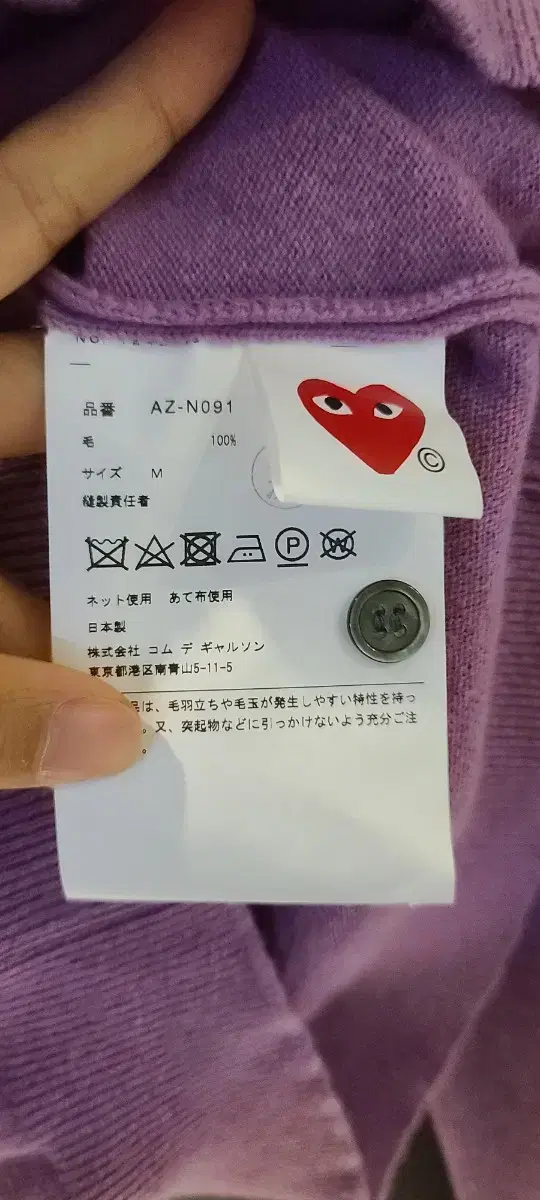 品番 AZ-N091
毛 100%
サイズ M
縫製責任者
P
W
ネット使用 あて布使用
日本製
株式会社 コム デ ギャルソン
東京都港区南青山5-11-5
は、毛羽立ちや毛玉が発生しやすい特性を持っ
。又、突起物などに引っかけないよう充分ご注
。
©